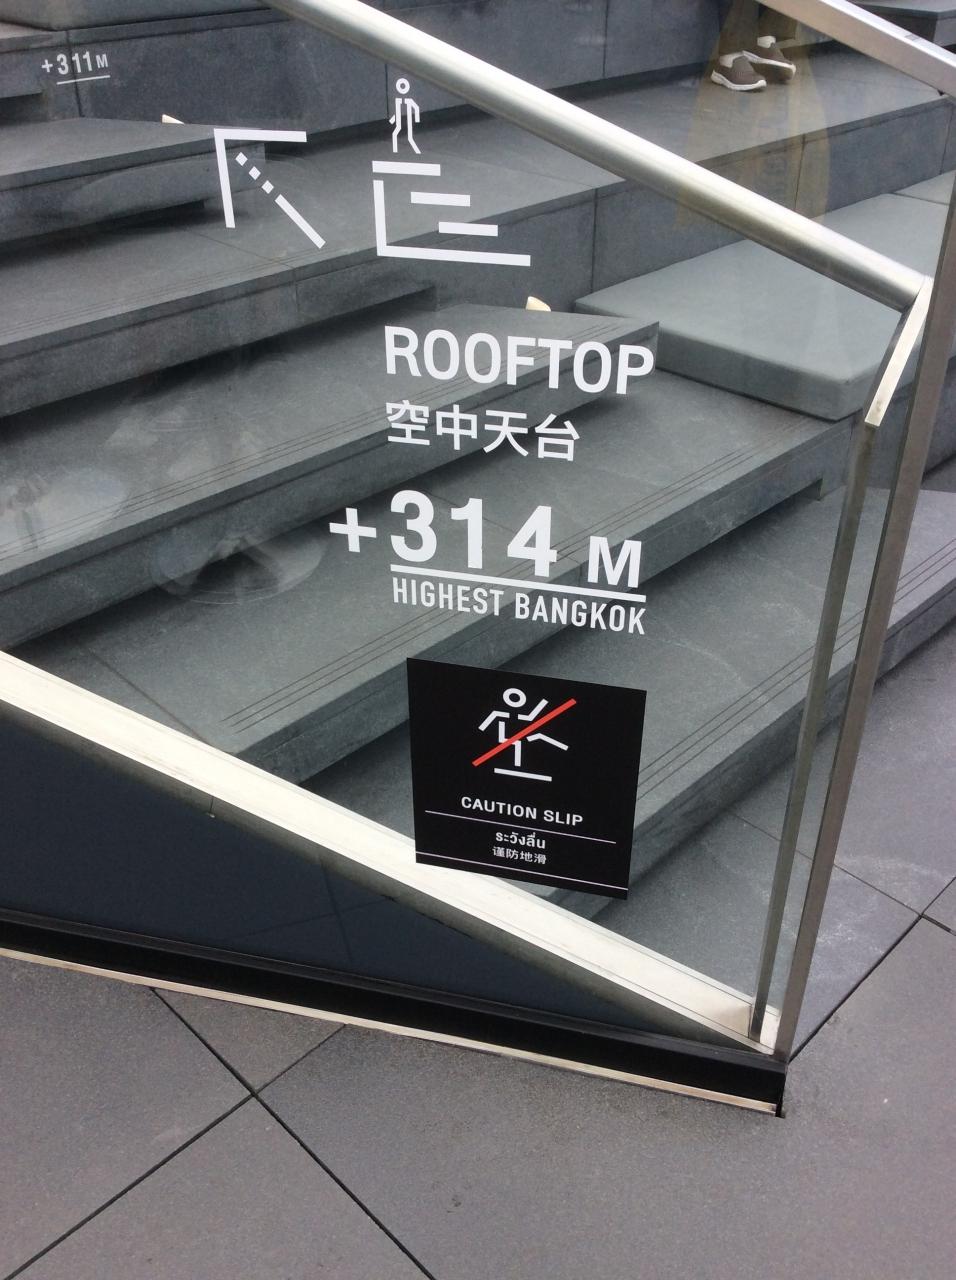 +311M
ROOFTOP
空中天台
+314 M
HIGHEST BANGKOK
CAUTION SLIP
ระวังลื่น
谨防地滑